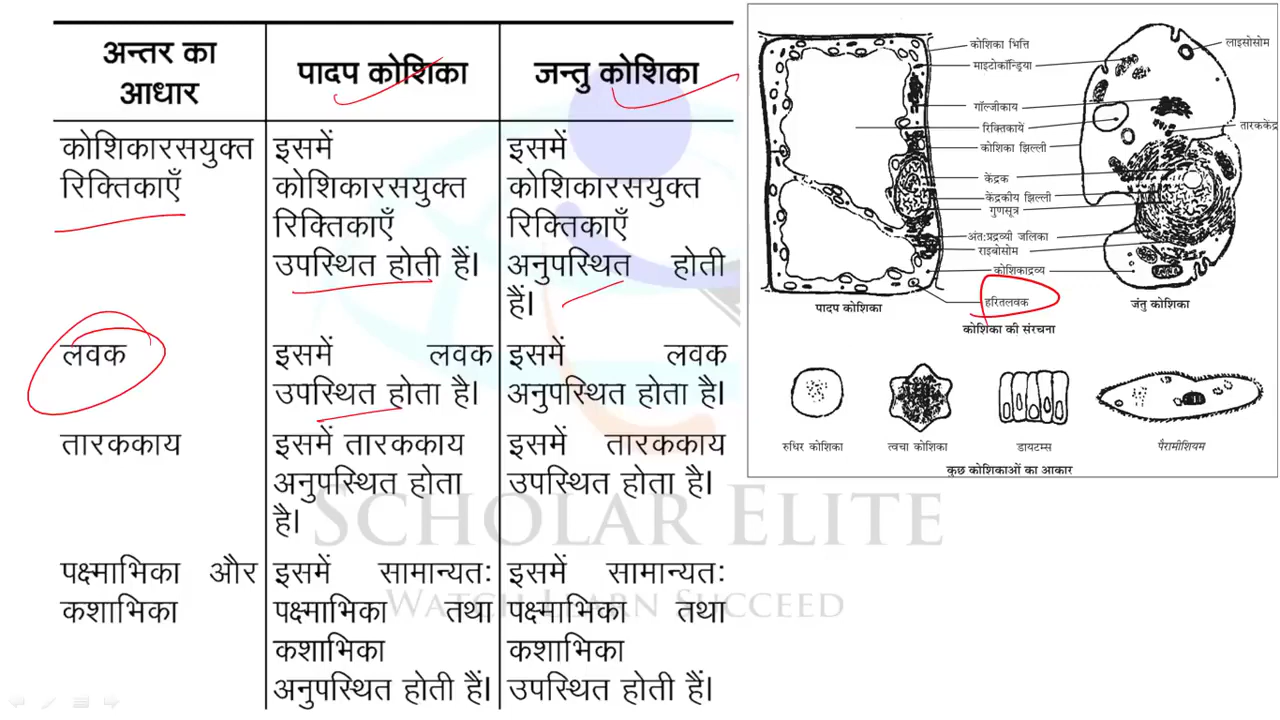 अन्तर का
आधार
पादप कोशिका
जन्तु कोशिका
कोशिकारसयुक्त
रिक्तिकाएँ
इसमें
कोशिकारसयुक्त
रिक्तिकाएँ
उपस्थित होती हैं।
इसमें
कोशिकारसयुक्त
रिक्तिकाएँ
अनुपस्थित होती
हैं।
लवक
इसमें लवक
उपस्थित होता है।
इसमें लवक
अनुपस्थित होता है।
तारककाय
इसमें तारककाय
अनुपस्थित होता
है।
इसमें तारककाय
उपस्थित होता है।
पक्ष्माभिका और
कशाभिका
इसमें सामान्यतः
पक्ष्माभिका तथा
कशाभिका
अनुपस्थित होती हैं।
इसमें सामान्यतः
पक्ष्माभिका तथा
कशाभिका
उपस्थित होती हैं।
कोशिका भित्ति
माइटोकॉन्ड्रिया
गॉल्जीकाय
रिक्तिकायें
कोशिका झिल्ली
केंद्रक
केंद्रकीय झिल्ली
गुणसूत्र
अंतःप्रद्रव्यी जलिका
राइबोसोम
कोशिकाद्रव्य
हरितलवक
लाइसोसोम
तारककेंद्र
पादप कोशिका
जंतु कोशिका
कोशिका की संरचना
रुधिर कोशिका
त्वचा कोशिका
डायटम्स
पैरामीशियम
कुछ कोशिकाओं का आकार
SCHOLAR ELITE
WATCH LEARN SUCCEED